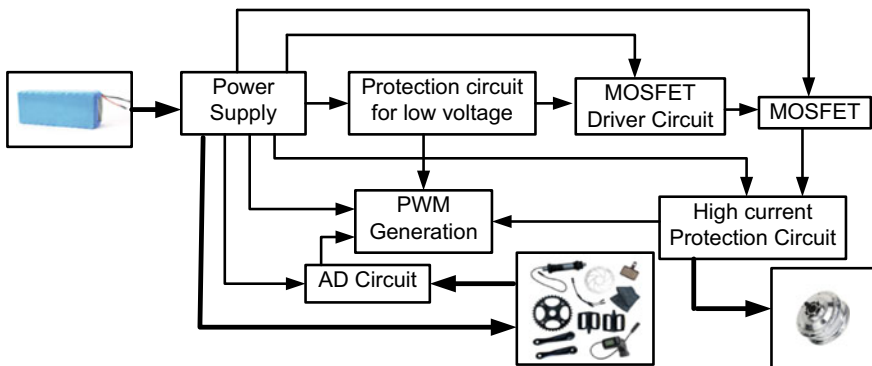 Power
Supply
Protection circuit
for low voltage
MOSFET
Driver Circuit
MOSFET
PWM
Generation
High current
Protection Circuit
AD Circuit